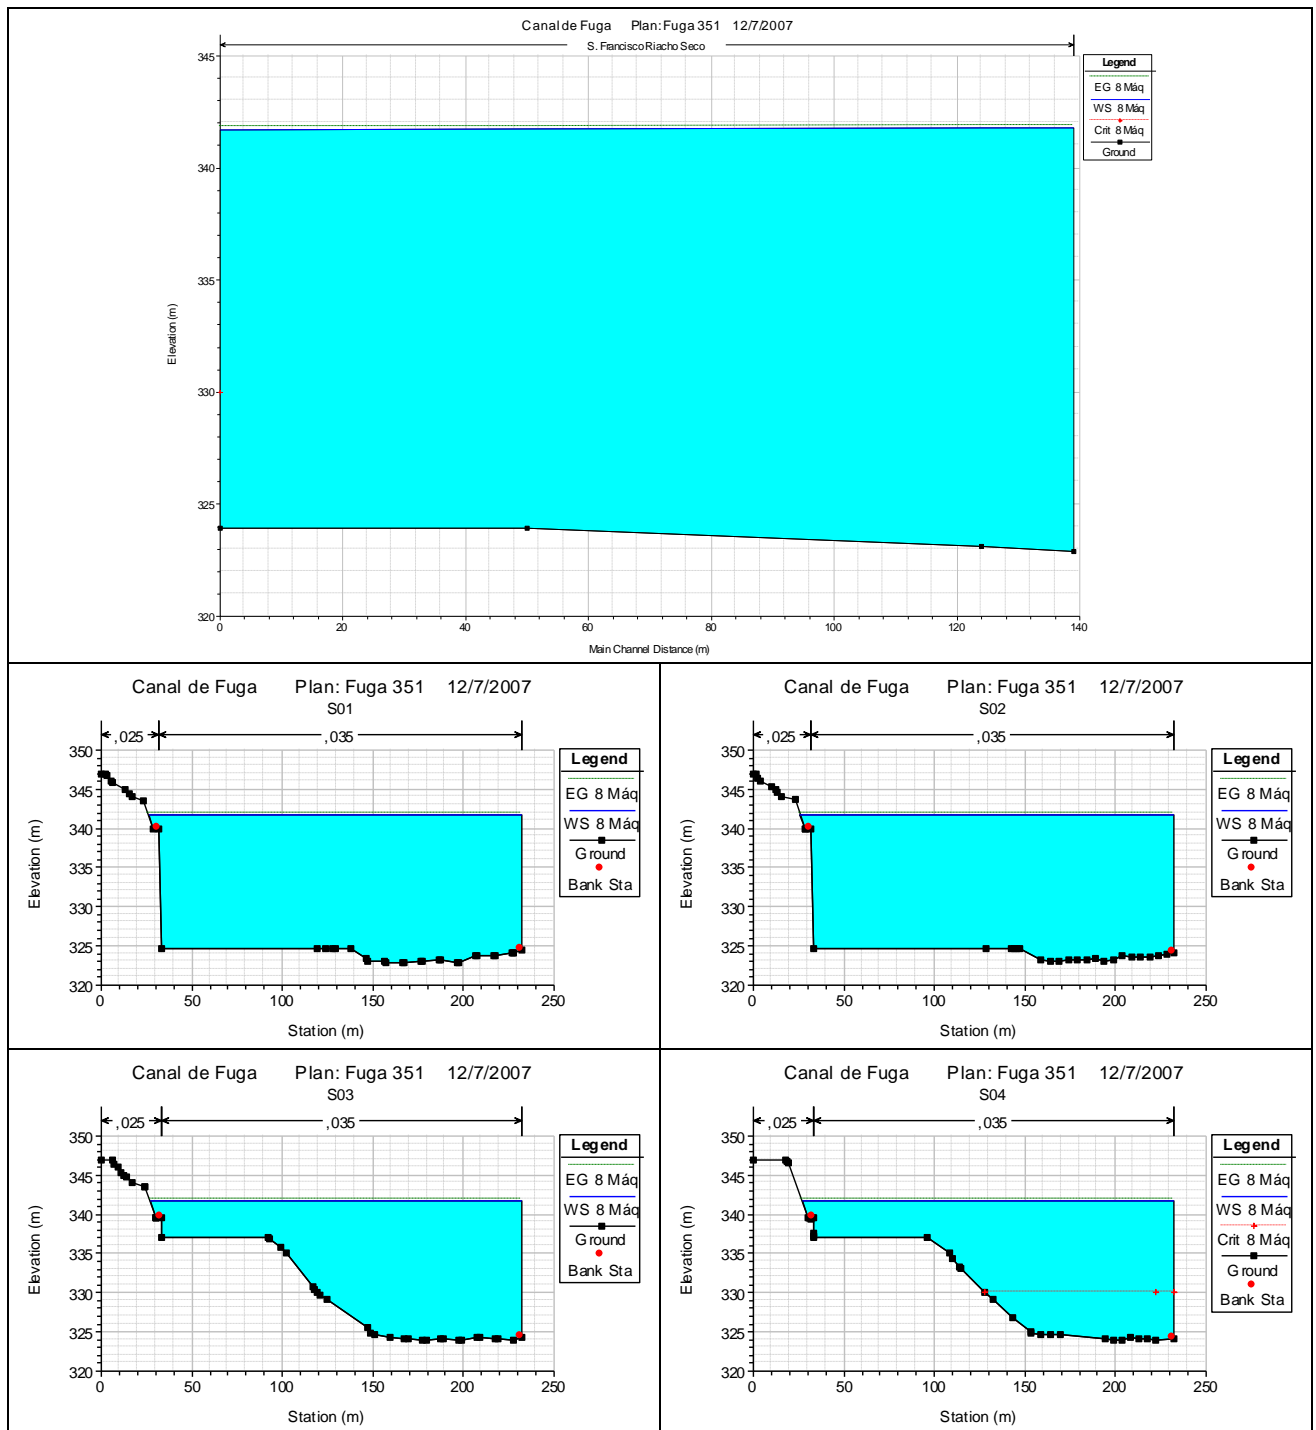 Canal de Fuga Plan: Fuga 351 12/7/2007
S. Francisco Riacho Seco
345
340
335
330
325
320
Elevation (m)
0 20 40 60 80 100 120 140
Main Channel Distance (m)
Legend
EG 8 Máq
WS 8 Máq
Crit 8 Máq
Ground
Canal de Fuga Plan: Fuga 351 12/7/2007
S01
,025 ,035
350
345
340
335
330
325
320
Elevation (m)
0 50 100 150 200 250
Station (m)
Legend
EG 8 Máq
WS 8 Máq
Ground
Bank Sta
Canal de Fuga Plan: Fuga 351 12/7/2007
S02
,025 ,035
350
345
340
335
330
325
320
Elevation (m)
0 50 100 150 200 250
Station (m)
Legend
EG 8 Máq
WS 8 Máq
Ground
Bank Sta
Canal de Fuga Plan: Fuga 351 12/7/2007
S03
,025 ,035
350
345
340
335
330
325
320
Elevation (m)
0 50 100 150 200 250
Station (m)
Legend
EG 8 Máq
WS 8 Máq
Ground
Bank Sta
Canal de Fuga Plan: Fuga 351 12/7/2007
S04
,025 ,035
350
345
340
335
330
325
320
Elevation (m)
0 50 100 150 200 250
Station (m)
Legend
EG 8 Máq
WS 8 Máq
Crit 8 Máq
Ground
Bank Sta